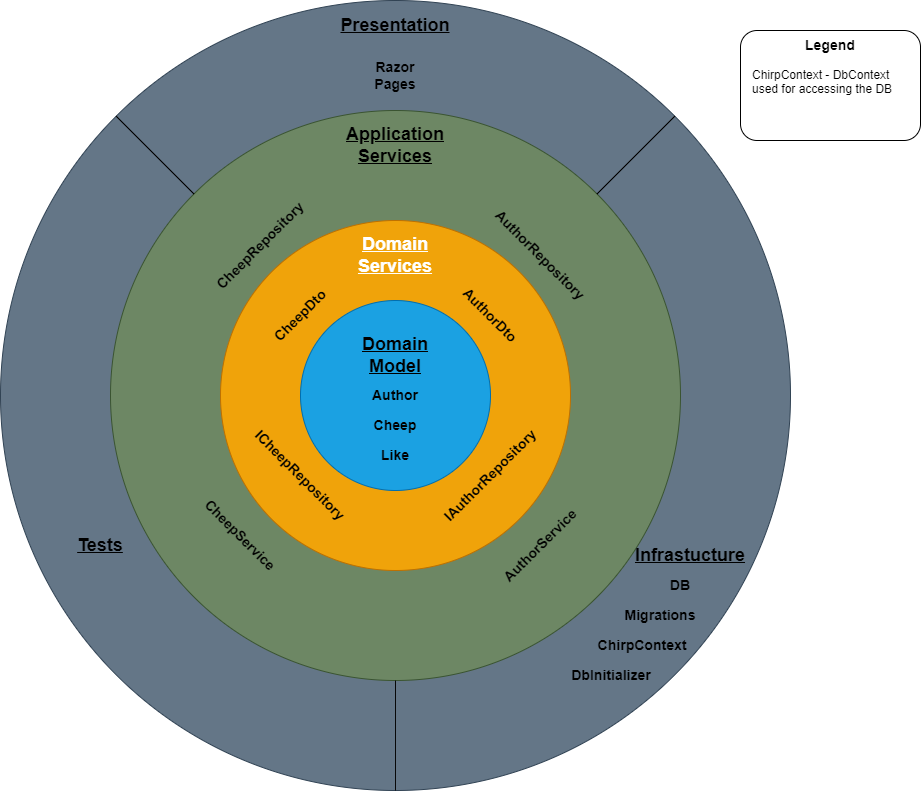 Presentation
Razor
Pages
Legend
ChirpContext - DbContext
used for accessing the DB
Application
Services
CheepRepository
AuthorRepository
Domain
Services
CheepDto
AuthorDto
Domain
Model
Author
Cheep
Like
ICheepRepository
IAuthorRepository
CheepService
AuthorService
Tests
Infrastucture
DB
Migrations
ChirpContext
DbInitializer